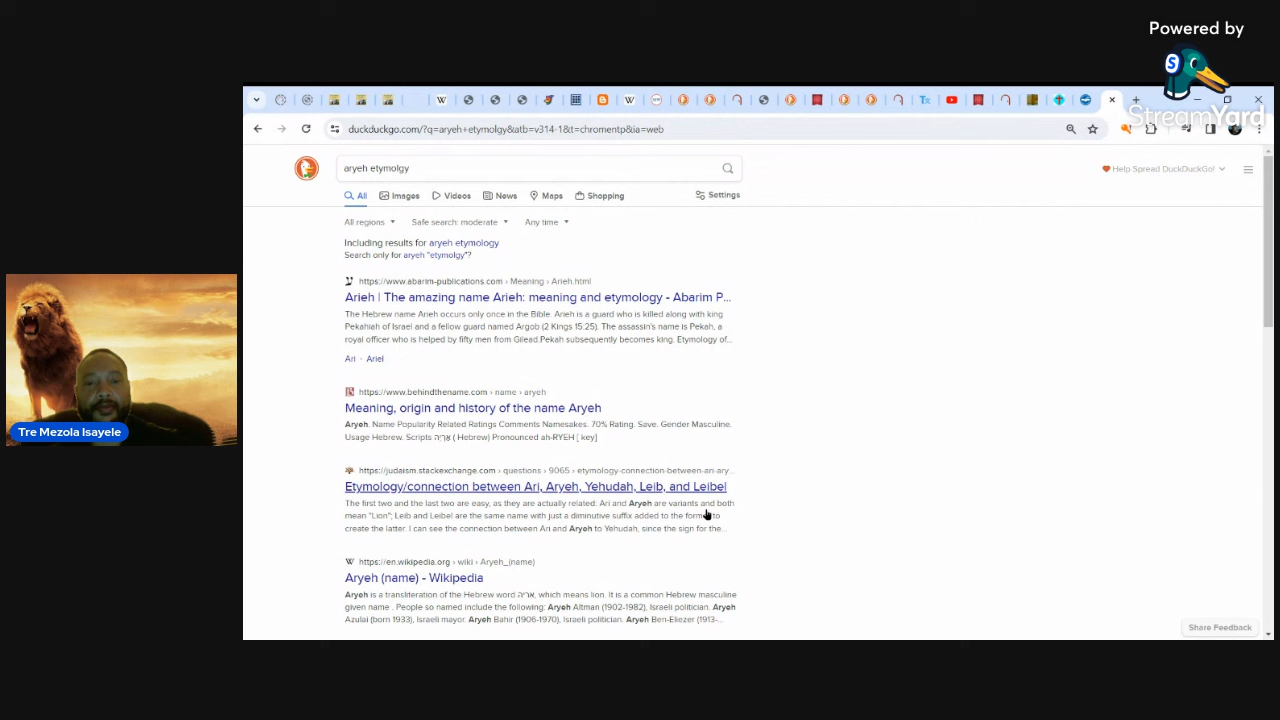 Powered by
StreamYard
duckduckgo.com/?q=aryeh+etymolgy&atb=v314-1&t=chromentp&ia=web
aryeh etymolgy
Help Spread DuckDuckGo!
All Images Videos News Maps Shopping Settings
All regions Safe search: moderate Any time
Including results for aryeh etymology
Search only for aryeh "etymolgy"?
https://www.abarim-publications.com › Meaning › Arieh.html
Arieh | The amazing name Arieh: meaning and etymology - Abarim P...
The Hebrew name Arieh occurs only once in the Bible. Arieh is a guard who is killed along with king
Pekahiah of Israel and a fellow guard named Argob (2 Kings 15:25). The assassin's name is Pekah, a
royal officer who is helped by fifty men from Gilead.Pekah subsequently becomes king. Etymology of...
Ari · Ariel
https://www.behindthename.com › name › aryeh
Meaning, origin and history of the name Aryeh
Aryeh. Name Popularity Related Ratings Comments Namesakes. 70% Rating. Save. Gender Masculine.
Usage Hebrew. Scripts אַרְיֵה ( Hebrew) Pronounced ah-RYEH [ key]
Tre Mezola Isayele
https://judaism.stackexchange.com › questions › 9065 › etymology-connection-between-ari-ary...
Etymology/connection between Ari, Aryeh, Yehudah, Leib, and Leibel
The first two and the last two are easy, as they are actually related: Ari and Aryeh are variants and both
mean "Lion"; Leib and Leibel are the same name with just a diminutive suffix added to the former to
create the latter. I can see the connection between Ari and Aryeh to Yehudah, since the sign for the...
https://en.wikipedia.org › wiki › Aryeh_(name)
Aryeh (name) - Wikipedia
Aryeh is a transliteration of the Hebrew word אריה, which means lion. It is a common Hebrew masculine
given name . People so named include the following: Aryeh Altman (1902-1982), Israeli politician. Aryeh
Azulai (born 1933), Israeli mayor. Aryeh Bahir (1906-1970), Israeli politician. Aryeh Ben-Eliezer (1913-...
Share Feedback